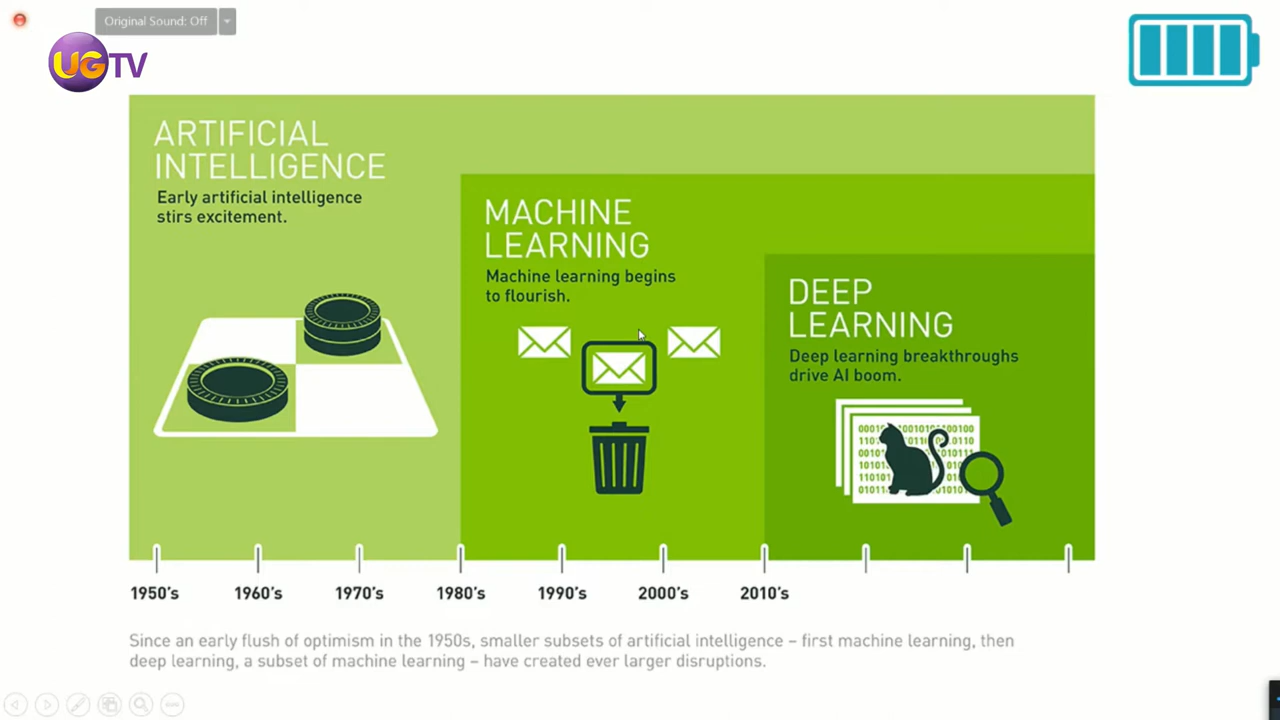 Original Sound: Off
UGTV
ARTIFICIAL
INTELLIGENCE
Early artificial intelligence
stirs excitement.
MACHINE
LEARNING
Machine learning begins
to flourish.
DEEP
LEARNING
Deep learning breakthroughs
drive AI boom.
1950's 1960's 1970's 1980's 1990's 2000's 2010's
Since an early flush of optimism in the 1950s, smaller subsets of artificial intelligence – first machine learning, then
deep learning, a subset of machine learning – have created ever larger disruptions.